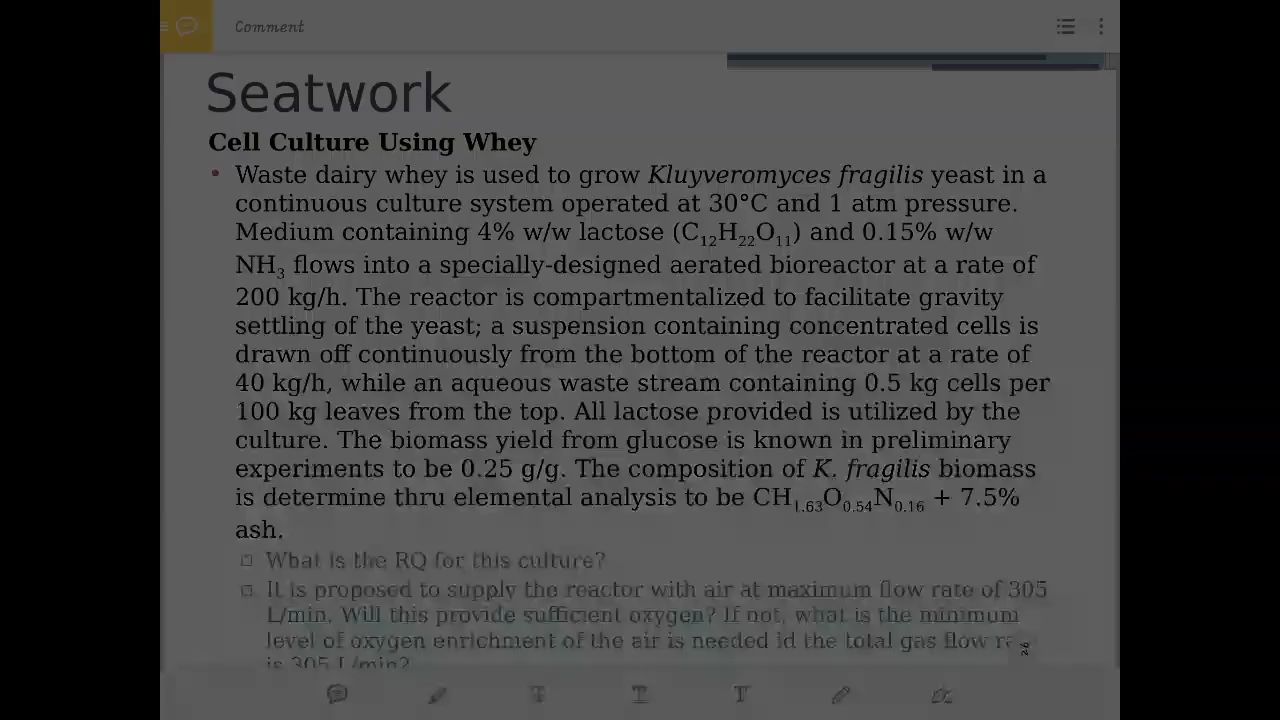 Comment
Seatwork
Cell Culture Using Whey
• Waste dairy whey is used to grow Kluyveromyces fragilis yeast in a
continuous culture system operated at 30°C and 1 atm pressure.
Medium containing 4% w/w lactose (C₁₂H₂₂O₁₁) and 0.15% w/w
NH₃ flows into a specially-designed aerated bioreactor at a rate of
200 kg/h. The reactor is compartmentalized to facilitate gravity
settling of the yeast; a suspension containing concentrated cells is
drawn off continuously from the bottom of the reactor at a rate of
40 kg/h, while an aqueous waste stream containing 0.5 kg cells per
100 kg leaves from the top. All lactose provided is utilized by the
culture. The biomass yield from glucose is known in preliminary
experiments to be 0.25 g/g. The composition of K. fragilis biomass
is determine thru elemental analysis to be CH₁.₆₃O₀.₅₄N₀.₁₆ + 7.5%
ash.
□ What is the RQ for this culture?
□ It is proposed to supply the reactor with air at maximum flow rate of 305
L/min. Will this provide sufficient oxygen? If not, what is the minimum
level of oxygen enrichment of the air is needed id the total gas flow
is 305 L/min?